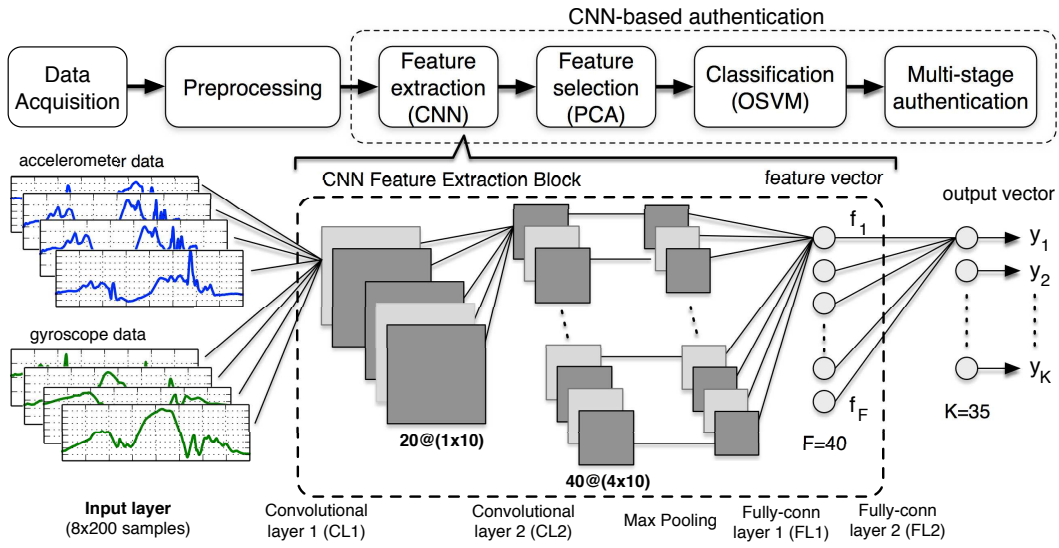 CNN-based authentication
Data
Acquisition
Preprocessing
Feature
extraction
(CNN)
Feature
selection
(PCA)
Classification
(OSVM)
Multi-stage
authentication
accelerometer data
CNN Feature Extraction Block
feature vector
output vector
f1
y1
y2
gyroscope data
yK
fF
K=35
20@(1x10)
F=40
40@(4x10)
Input layer
(8x200 samples)
Convolutional
layer 1 (CL1)
Convolutional
layer 2 (CL2)
Max Pooling
Fully-conn
layer 1 (FL1)
Fully-conn
layer 2 (FL2)